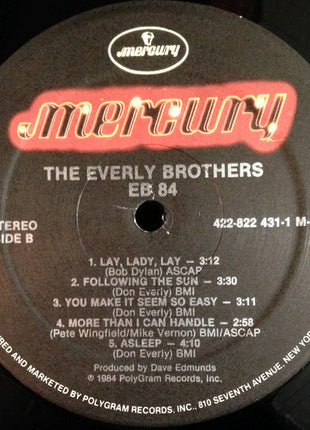 mercury
mercury
THE EVERLY BROTHERS
EB 84
STEREO
SIDE B
422-822 431-1 M-
1. LAY, LADY, LAY — 3:12
(Bob Dylan) ASCAP
2. FOLLOWING THE SUN — 3:30
(Don Everly) BMI
3. YOU MAKE IT SEEM SO EASY — 3:11
(Don Everly) BMI
4. MORE THAN I CAN HANDLE — 2:58
(Pete Wingfield/Mike Vernon) BMI/ASCAP
5. ASLEEP — 4:10
(Don Everly) BMI
Produced by Dave Edmunds
℗ 1984 PolyGram Records, Inc.
AND MARKETED BY POLYGRAM RECORDS, INC., 810 SEVENTH AVENUE, NEW